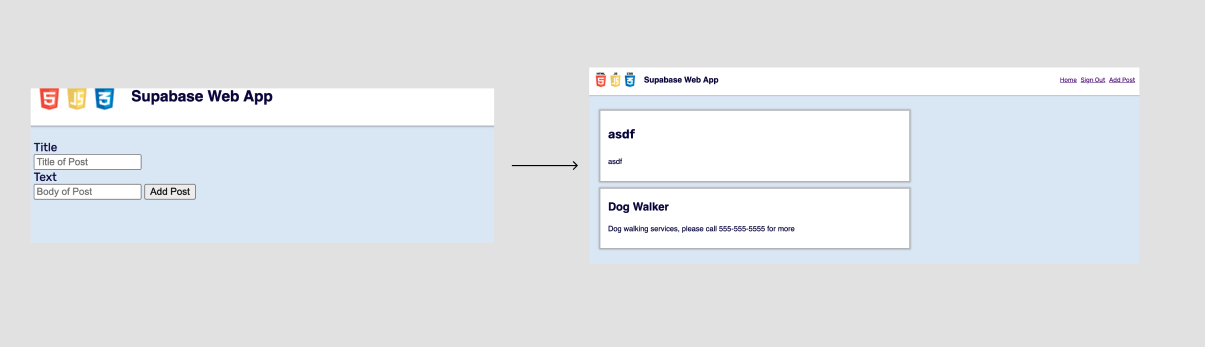 Supabase Web App
Title
Title of Post
Text
Body of Post Add Post
Supabase Web App
Home Sign Out Add Post
asdf
asdf
Dog Walker
Dog walking services, please call 555-555-5555 for more